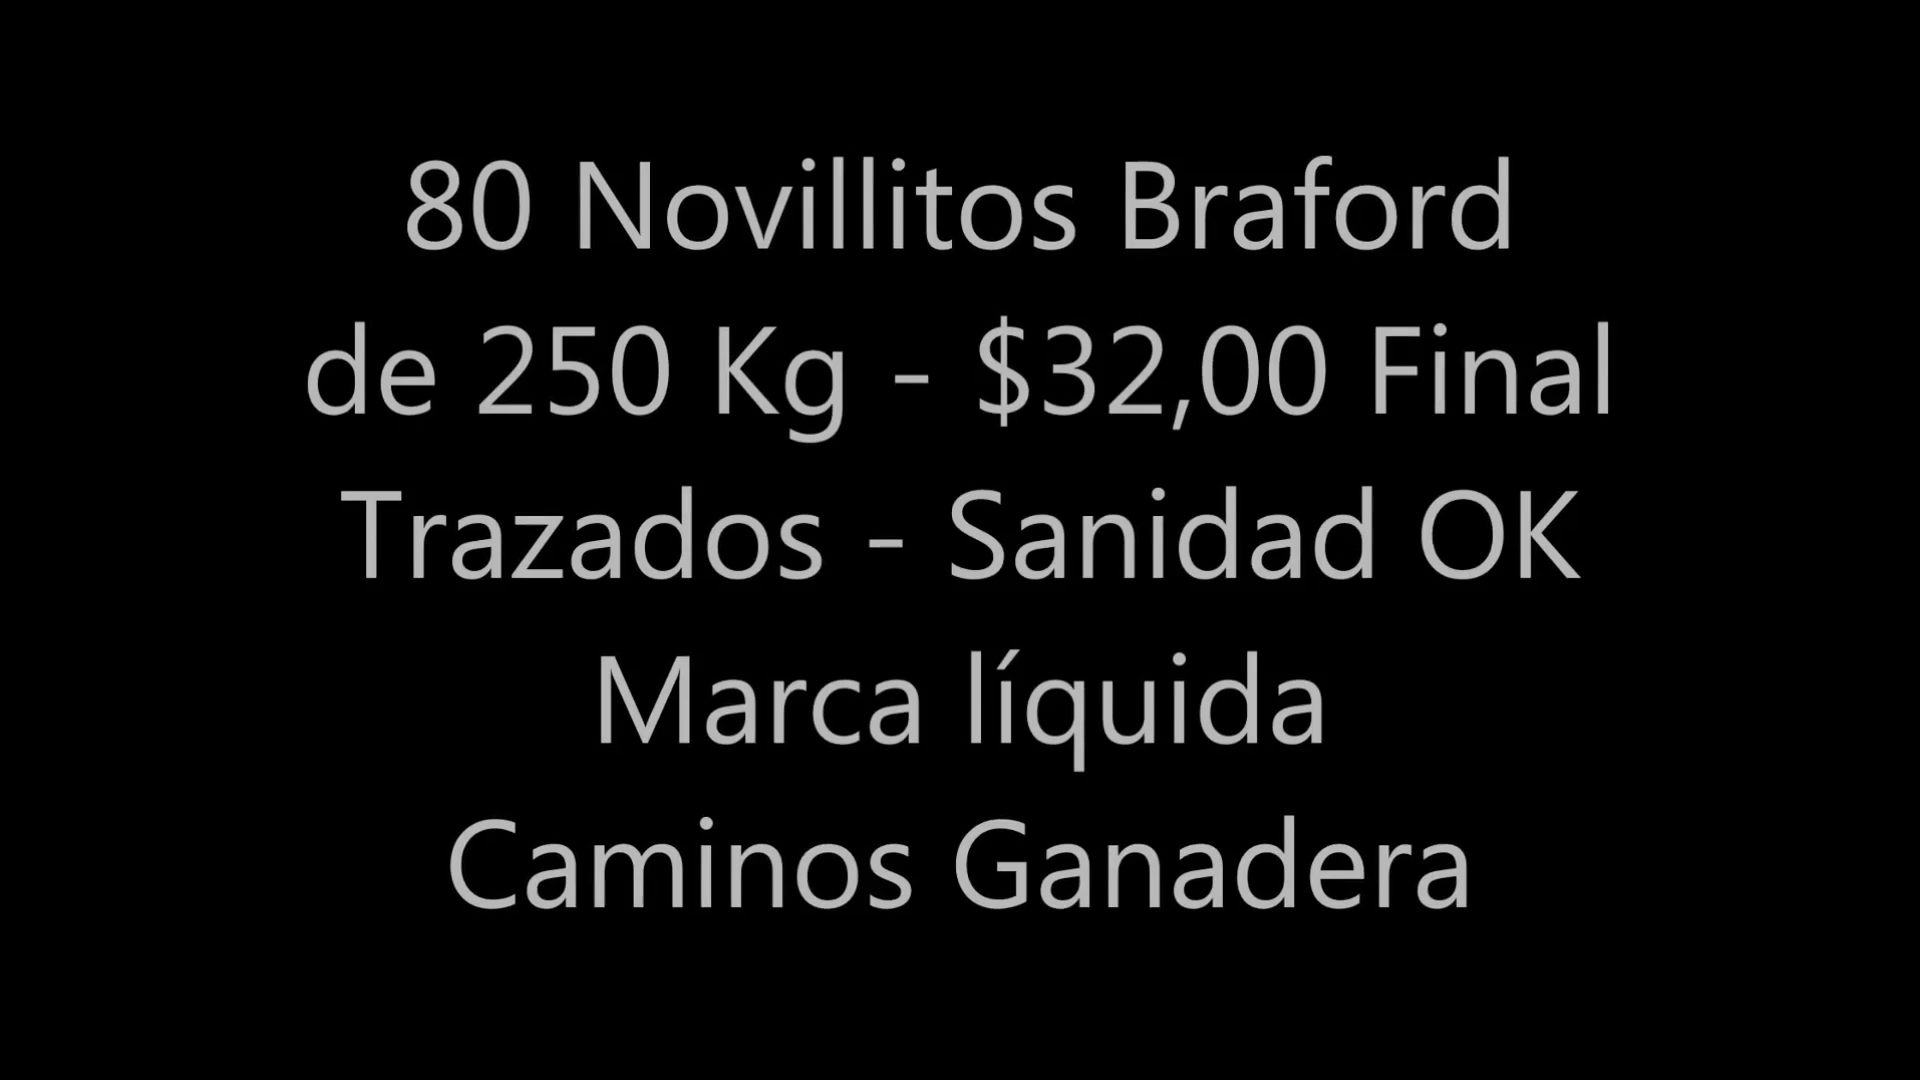 80 Novillitos Braford
de 250 Kg - $32,00 Final
Trazados - Sanidad OK
Marca líquida
Caminos Ganadera